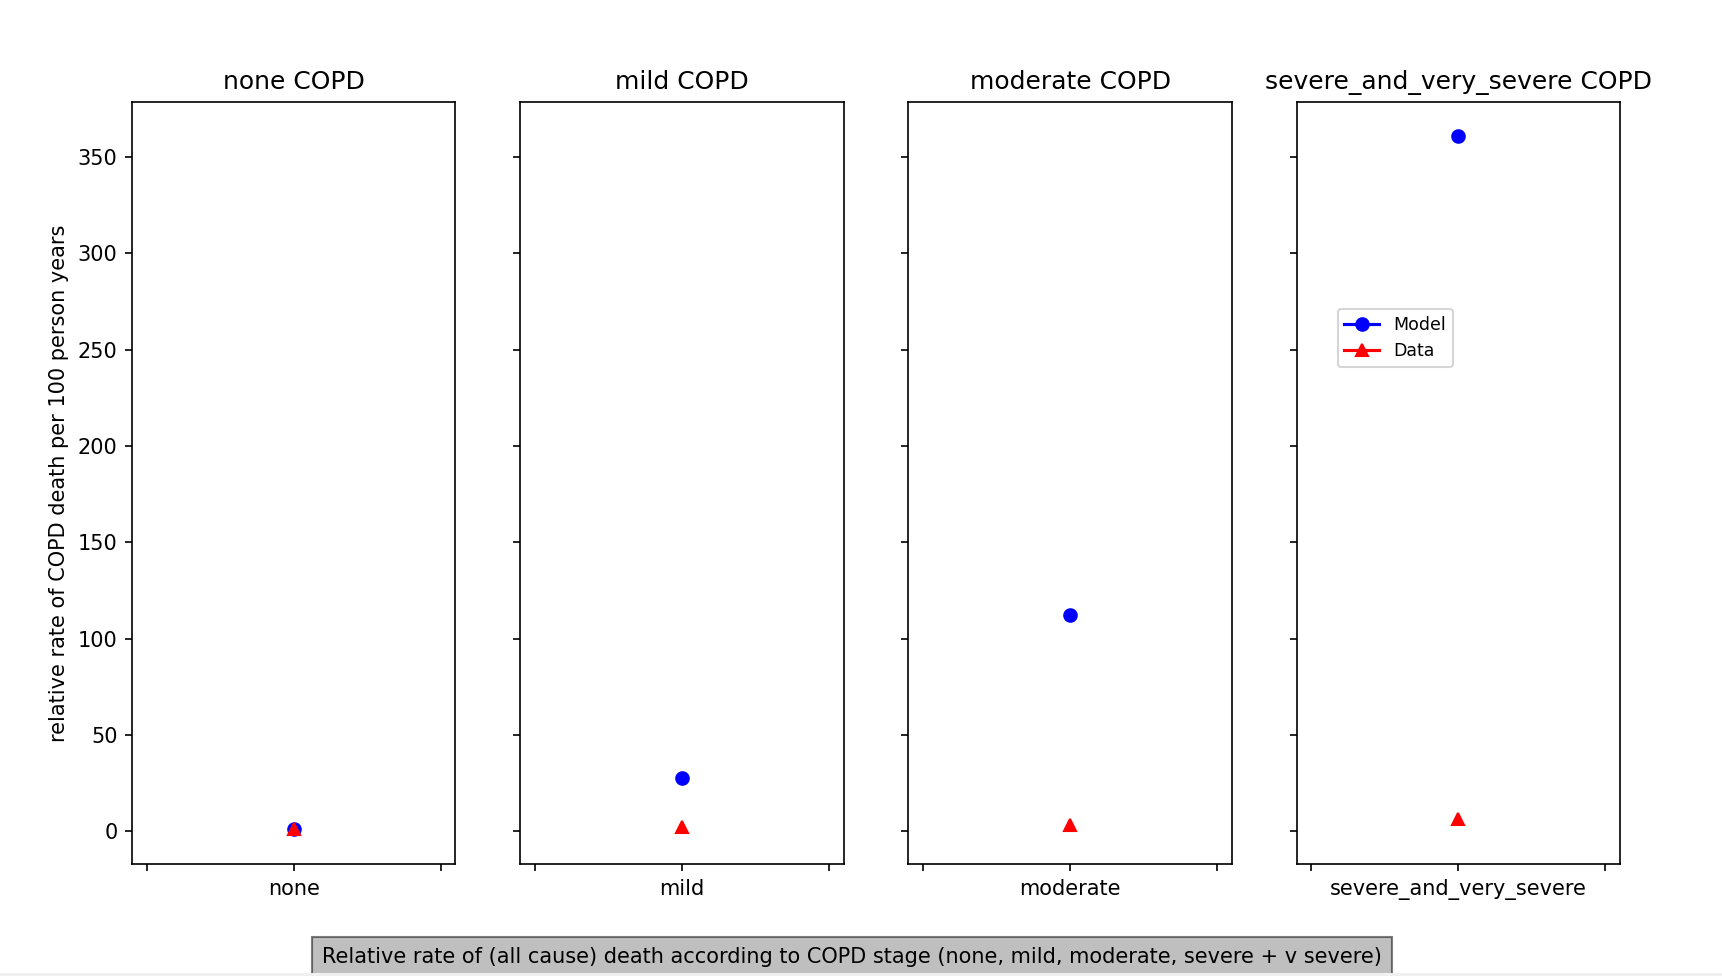 none COPD
mild COPD
moderate COPD
severe_and_very_severe COPD
relative rate of COPD death per 100 person years
350
300
250
200
150
100
50
0
Model
Data
none
mild
moderate
severe_and_very_severe
Relative rate of (all cause) death according to COPD stage (none, mild, moderate, severe + v severe)